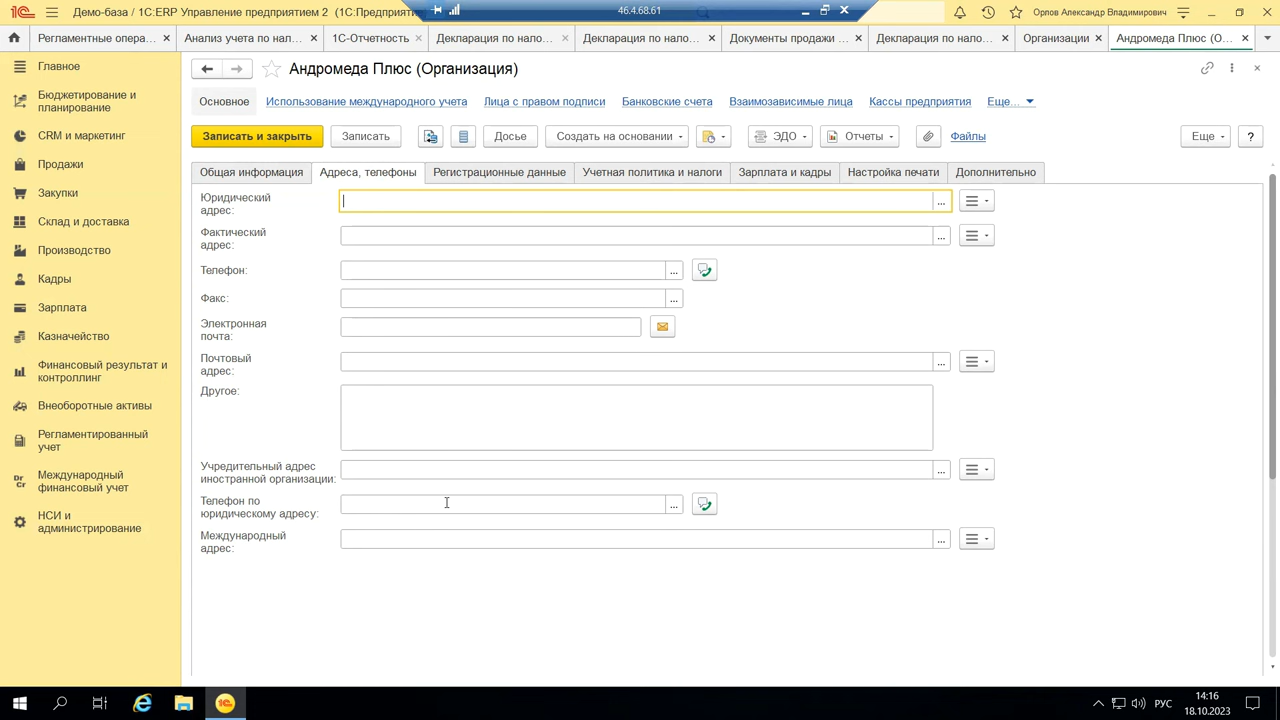 Демо-база / 1С:ERP Управление предприятием 2 (1С:Предприят
46.4.68.61
Орлов Александр Владимирович
Регламентные опера...
Анализ учета по нал...
1С-Отчетность
Декларация по нало...
Декларация по нало...
Документы продажи ...
Декларация по нало...
Организации
Андромеда Плюс (О...
Главное
Бюджетирование и
планирование
CRM и маркетинг
Продажи
Закупки
Склад и доставка
Производство
Кадры
Зарплата
Казначейство
Финансовый результат и
контроллинг
Внеоборотные активы
Регламентированный
учет
Международный
финансовый учет
НСИ и
администрирование
Андромеда Плюс (Организация)
Основное
Использование международного учета
Лица с правом подписи
Банковские счета
Взаимозависимые лица
Кассы предприятия
Еще...
Записать и закрыть
Записать
Досье
Создать на основании
ЭДО
Отчеты
Файлы
Еще
?
Общая информация
Адреса, телефоны
Регистрационные данные
Учетная политика и налоги
Зарплата и кадры
Настройка печати
Дополнительно
Юридический
адрес:
Фактический
адрес:
Телефон:
Факс:
Электронная
почта:
Почтовый
адрес:
Другое:
Учредительный адрес
иностранной организации:
Телефон по
юридическому адресу:
Международный
адрес:
РУС
14:16
18.10.2023